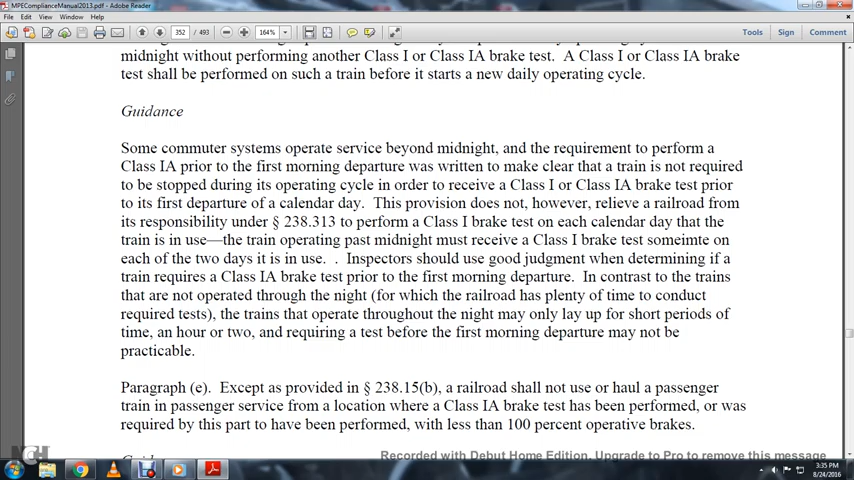 MPEComplianceManual2013.pdf - Adobe Reader
File Edit View Window Help
352 / 493 164% Tools Sign Comment
midnight without performing another Class I or Class IA brake test. A Class I or Class IA brake
test shall be performed on such a train before it starts a new daily operating cycle.
Guidance
Some commuter systems operate service beyond midnight, and the requirement to perform a
Class IA prior to the first morning departure was written to make clear that a train is not required
to be stopped during its operating cycle in order to receive a Class I or Class IA brake test prior
to its first departure of a calendar day. This provision does not, however, relieve a railroad from
its responsibility under § 238.313 to perform a Class I brake test on each calendar day that the
train is in use—the train operating past midnight must receive a Class I brake test someimte on
each of the two days it is in use. . Inspectors should use good judgment when determining if a
train requires a Class IA brake test prior to the first morning departure. In contrast to the trains
that are not operated through the night (for which the railroad has plenty of time to conduct
required tests), the trains that operate throughout the night may only lay up for short periods of
time, an hour or two, and requiring a test before the first morning departure may not be
practicable.
Paragraph (e). Except as provided in § 238.15(b), a railroad shall not use or haul a passenger
train in passenger service from a location where a Class IA brake test has been performed, or was
required by this part to have been performed, with less than 100 percent operative brakes.
Recorded with Debut Home Edition. Upgrade to Pro to remove this message
NCH
3:35 PM
8/24/2016